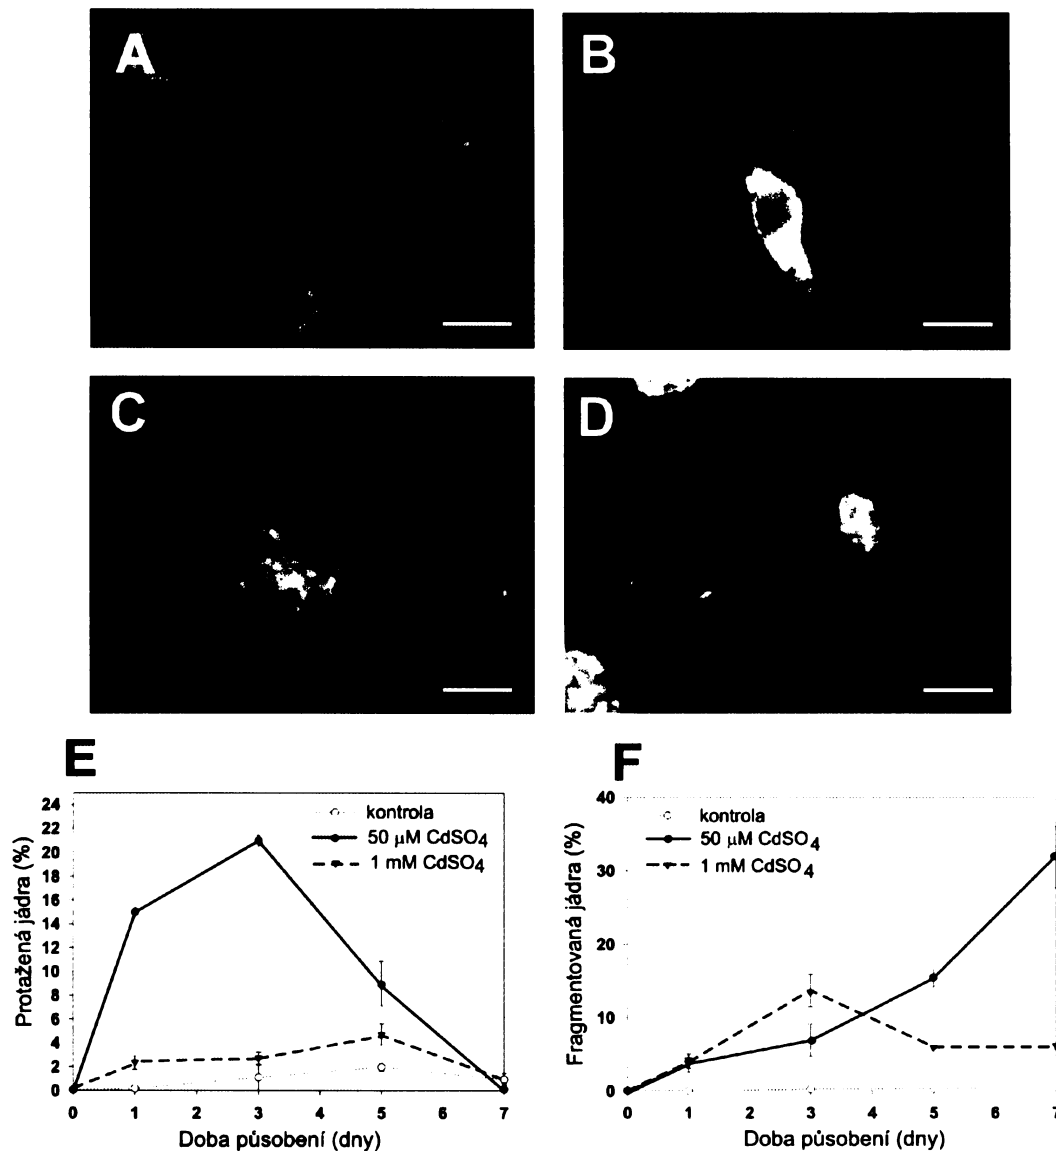 A
B
C
D
E
F
24
22
20
18
16
14
12
10
8
6
4
2
0
Protažená jádra (%)
kontrola
50 µM CdSO4
1 mM CdSO4
0 1 2 3 4 5 6 7
Doba působení (dny)
40
30
20
10
0
Fragmentovaná jádra (%)
kontrola
50 µM CdSO4
1 mM CdSO4
0 1 2 3 4 5 6 7
Doba působení (dny)